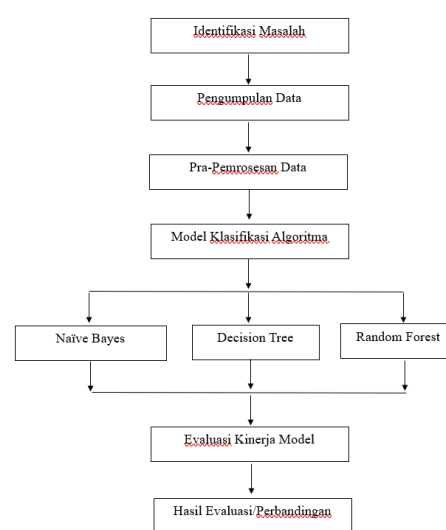 Identifikasi Masalah
Pengumpulan Data
Pra-Pemrosesan Data
Model Klasifikasi Algoritma
Naïve Bayes
Decision Tree
Random Forest
Evaluasi Kinerja Model
Hasil Evaluasi/Perbandingan